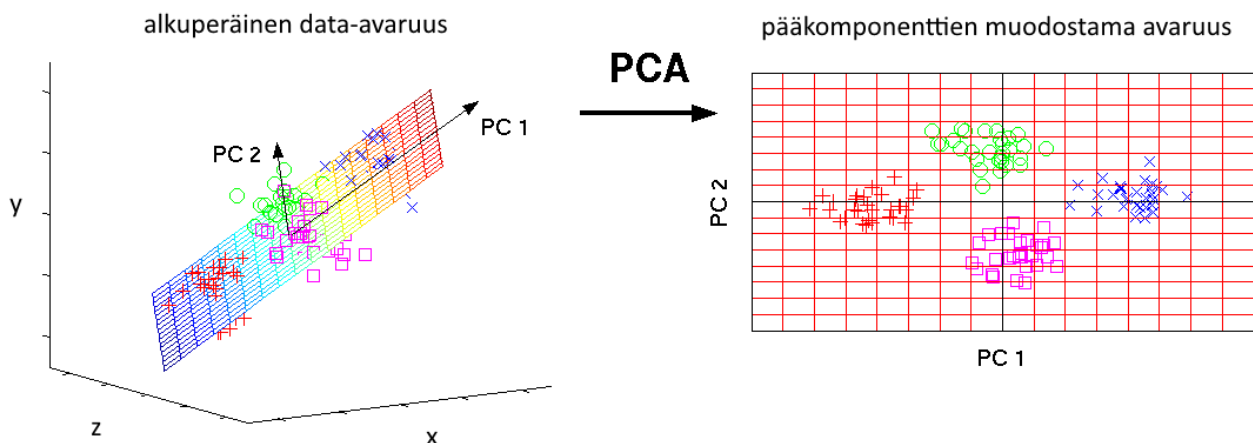 alkuperäinen data-avaruus
y
PC 2
PC 1
z
x
PCA
pääkomponenttien muodostama avaruus
PC 2
PC 1